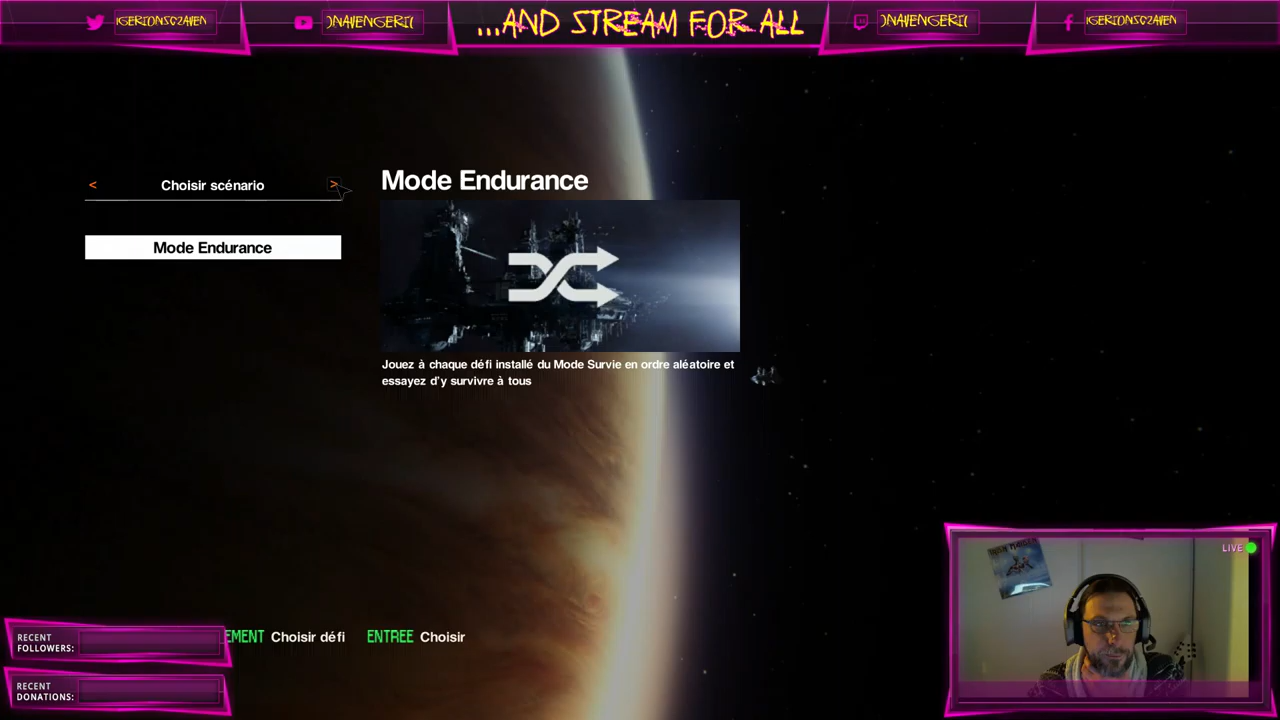 ...AND STREAM FOR ALL
Choisir scénario
Mode Endurance
Mode Endurance
Jouez à chaque défi installé du Mode Survie en ordre aléatoire et
essayez d'y survivre à tous
LIVE
EMENT Choisir défi ENTREE Choisir
RECENT
FOLLOWERS:
RECENT
DONATIONS: